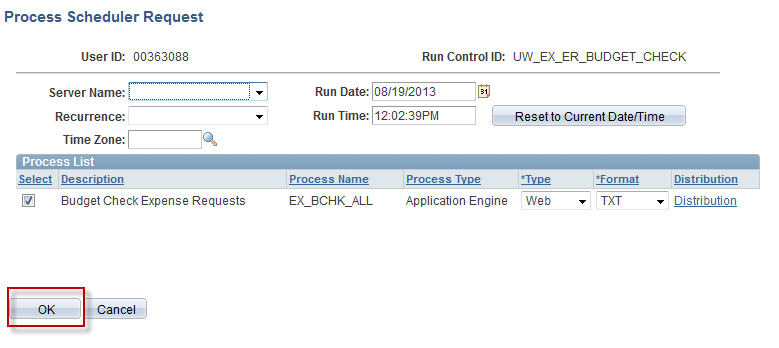 Process Scheduler Request
User ID: 00363088 Run Control ID: UW_EX_ER_BUDGET_CHECK
Server Name: Run Date: 08/19/2013 31
Recurrence: Run Time: 12:02:39PM Reset to Current Date/Time
Time Zone:
Process List
Select Description Process Name Process Type *Type *Format Distribution
Budget Check Expense Requests EX_BCHK_ALL Application Engine Web TXT Distribution
OK Cancel